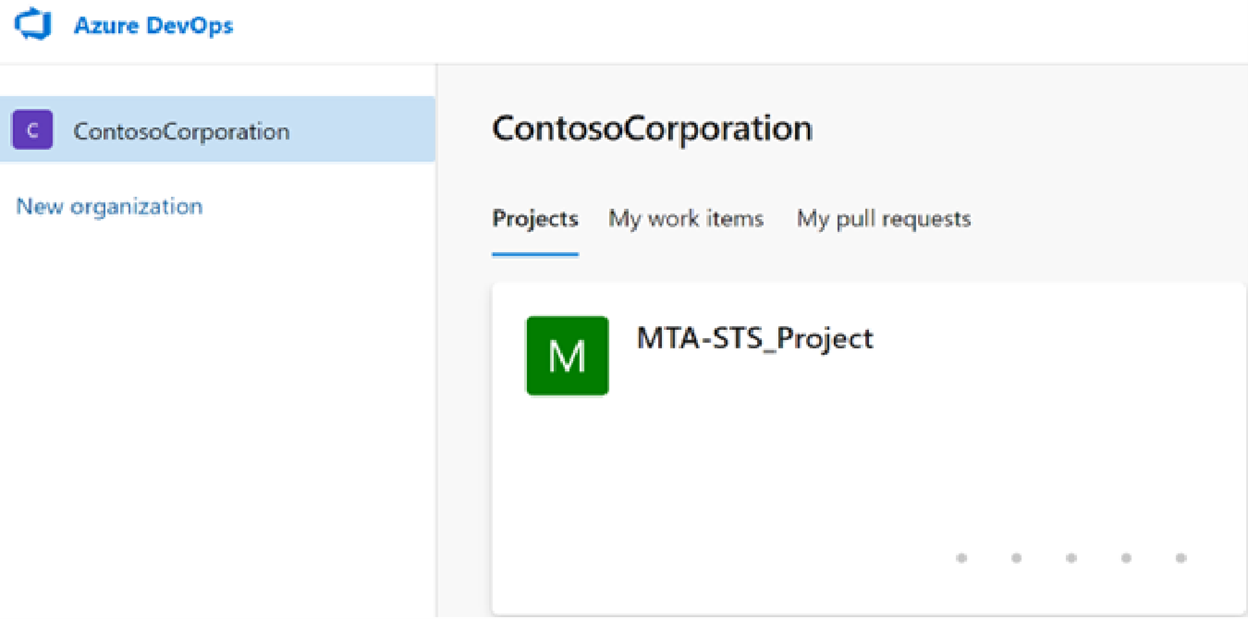 Azure DevOps
C ContosoCorporation
New organization
ContosoCorporation
Projects My work items My pull requests
M MTA-STS_Project